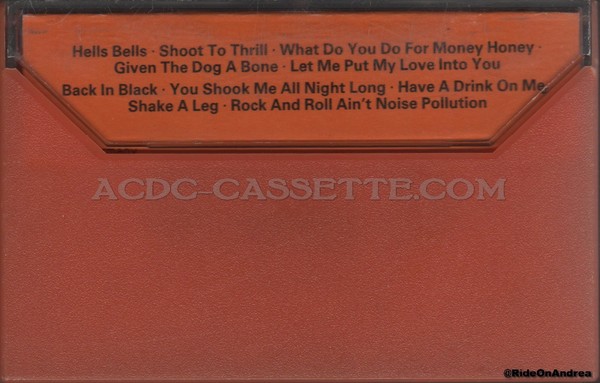 Hells Bells · Shoot To Thrill · What Do You Do For Money Honey ·
Given The Dog A Bone · Let Me Put My Love Into You
Back In Black · You Shook Me All Night Long · Have A Drink On Me,
Shake A Leg · Rock And Roll Ain't Noise Pollution
ACDC-CASSETTE.COM
@RideOnAndrea